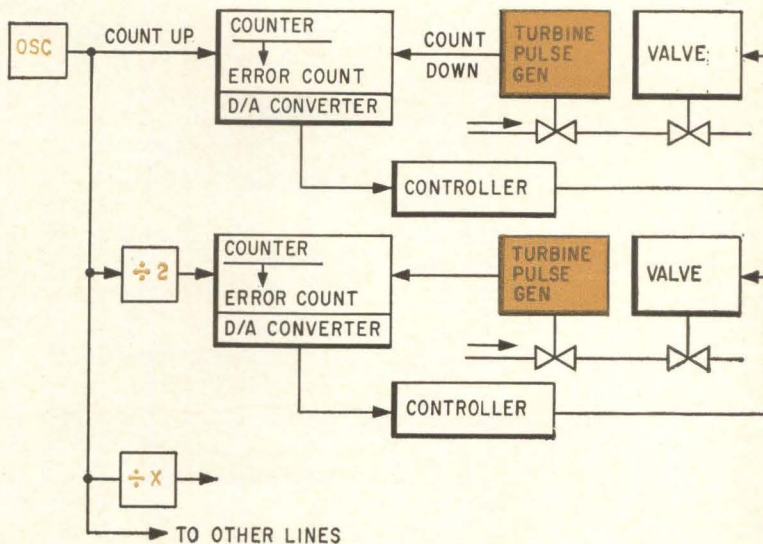 OSC
COUNT UP
COUNTER
ERROR COUNT
D/A CONVERTER
COUNT
DOWN
TURBINE
PULSE
GEN
VALVE
CONTROLLER
÷2
COUNTER
ERROR COUNT
D/A CONVERTER
TURBINE
PULSE
GEN
VALVE
CONTROLLER
÷X
TO OTHER LINES